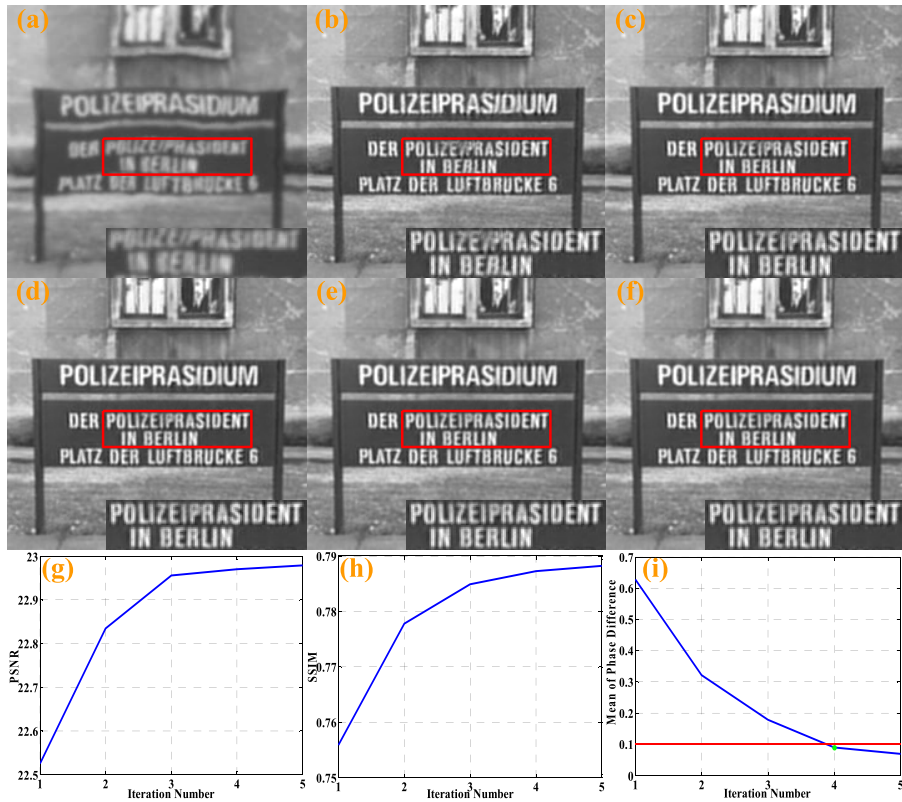 (a)
POLIZEIPRASIDIUM
DER POLIZEIPRASIDENT
IN BERLIN
PLATZ DER LUFTBRUCKE 6
POLIZEIPRASIDENT
IN BERLIN
(b)
POLIZEIPRASIDIUM
DER POLIZEIPRASIDENT
IN BERLIN
PLATZ DER LUFTBRUCKE 6
POLIZEIPRASIDENT
IN BERLIN
(c)
POLIZEIPRASIDIUM
DER POLIZEIPRASIDENT
IN BERLIN
PLATZ DER LUFTBRUCKE 6
POLIZEIPRASIDENT
IN BERLIN
(d)
POLIZEIPRASIDIUM
DER POLIZEIPRASIDENT
IN BERLIN
PLATZ DER LUFTBRUCKE 6
POLIZEIPRASIDENT
IN BERLIN
(e)
POLIZEIPRASIDIUM
DER POLIZEIPRASIDENT
IN BERLIN
PLATZ DER LUFTBRUCKE 6
POLIZEIPRASIDENT
IN BERLIN
(f)
POLIZEIPRASIDIUM
DER POLIZEIPRASIDENT
IN BERLIN
PLATZ DER LUFTBRUCKE 6
POLIZEIPRASIDENT
IN BERLIN
(g)
PSNR
23
22.9
22.8
22.7
22.6
22.5
1 2 3 4 5
Iteration Number
(h)
SSIM
0.79
0.78
0.77
0.76
0.75
1 2 3 4 5
Iteration Number
(i)
Mean of Phase Difference
0.7
0.6
0.5
0.4
0.3
0.2
0.1
0
1 2 3 4 5
Iteration Number